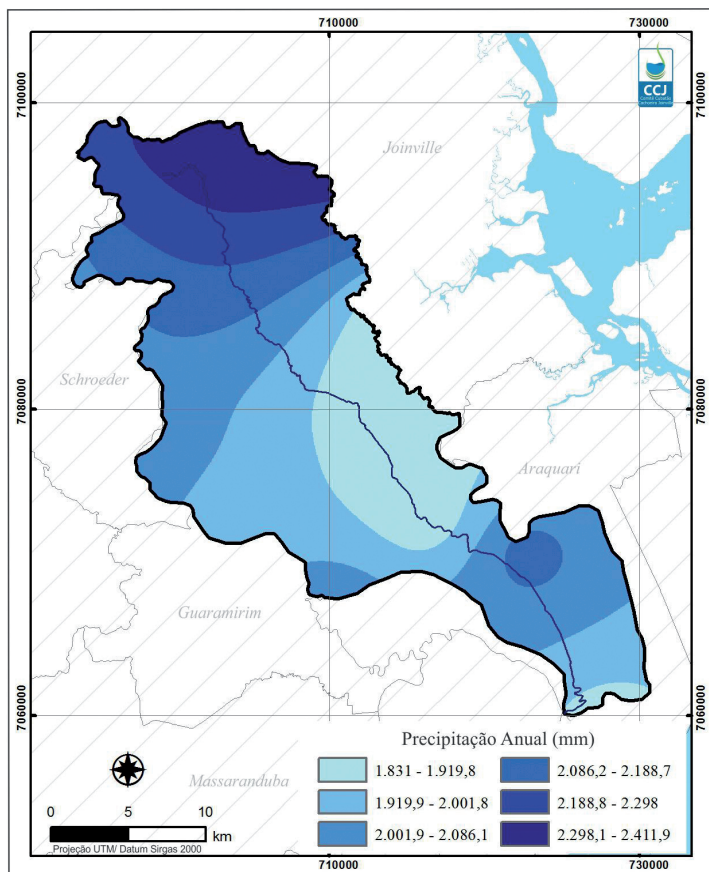 710000
730000
7100000
7100000
CCJ
Joinville
Schroeder
7080000
7080000
Araquari
Guaramirim
7060000
7060000
Massaranduba
Precipitação Anual (mm)
1.831 - 1.919,8
2.086,2 - 2.188,7
1.919,9 - 2.001,8
2.188,8 - 2.298
2.001,9 - 2.086,1
2.298,1 - 2.411,9
0
5
10
km
Projeção UTM/ Datum Sirgas 2000
710000
730000